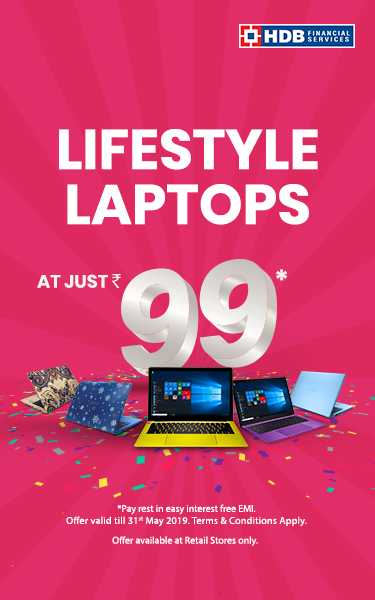 HDB FINANCIAL SERVICES
LIFESTYLE
LAPTOPS
AT JUST ₹ 99*
*Pay rest in easy interest free EMI.
Offer valid till 31st May 2019. Terms & Conditions Apply.
Offer available at Retail Stores only.